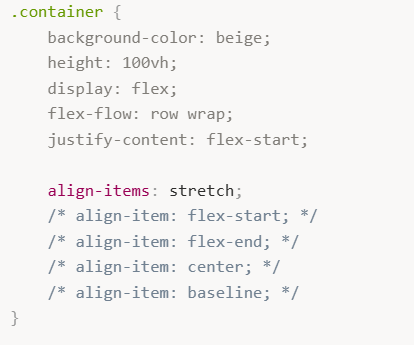 .container {
background-color: beige;
height: 100vh;
display: flex;
flex-flow: row wrap;
justify-content: flex-start;
align-items: stretch;
/* align-item: flex-start; */
/* align-item: flex-end; */
/* align-item: center; */
/* align-item: baseline; */
}